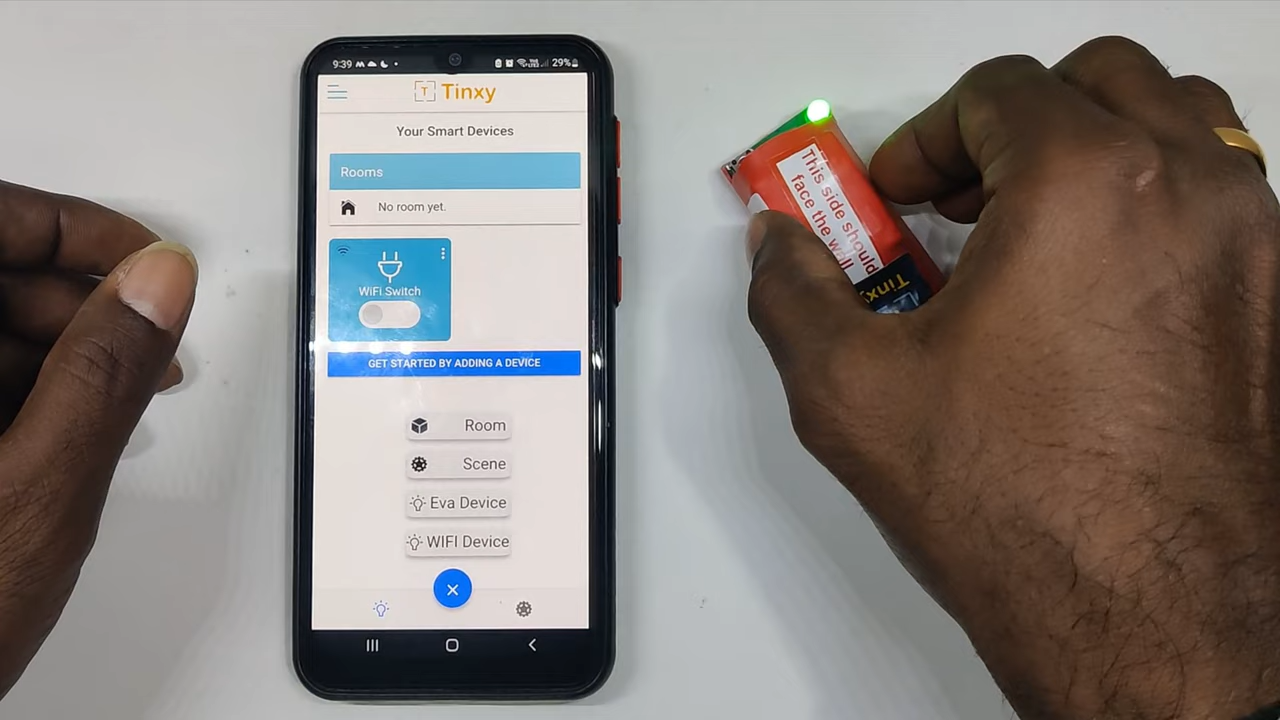 9:39
29%
T Tinxy
Your Smart Devices
Rooms
No room yet.
WiFi Switch
GET STARTED BY ADDING A DEVICE
Room
Scene
Eva Device
WIFI Device
This side should
face the wall
Tinxy